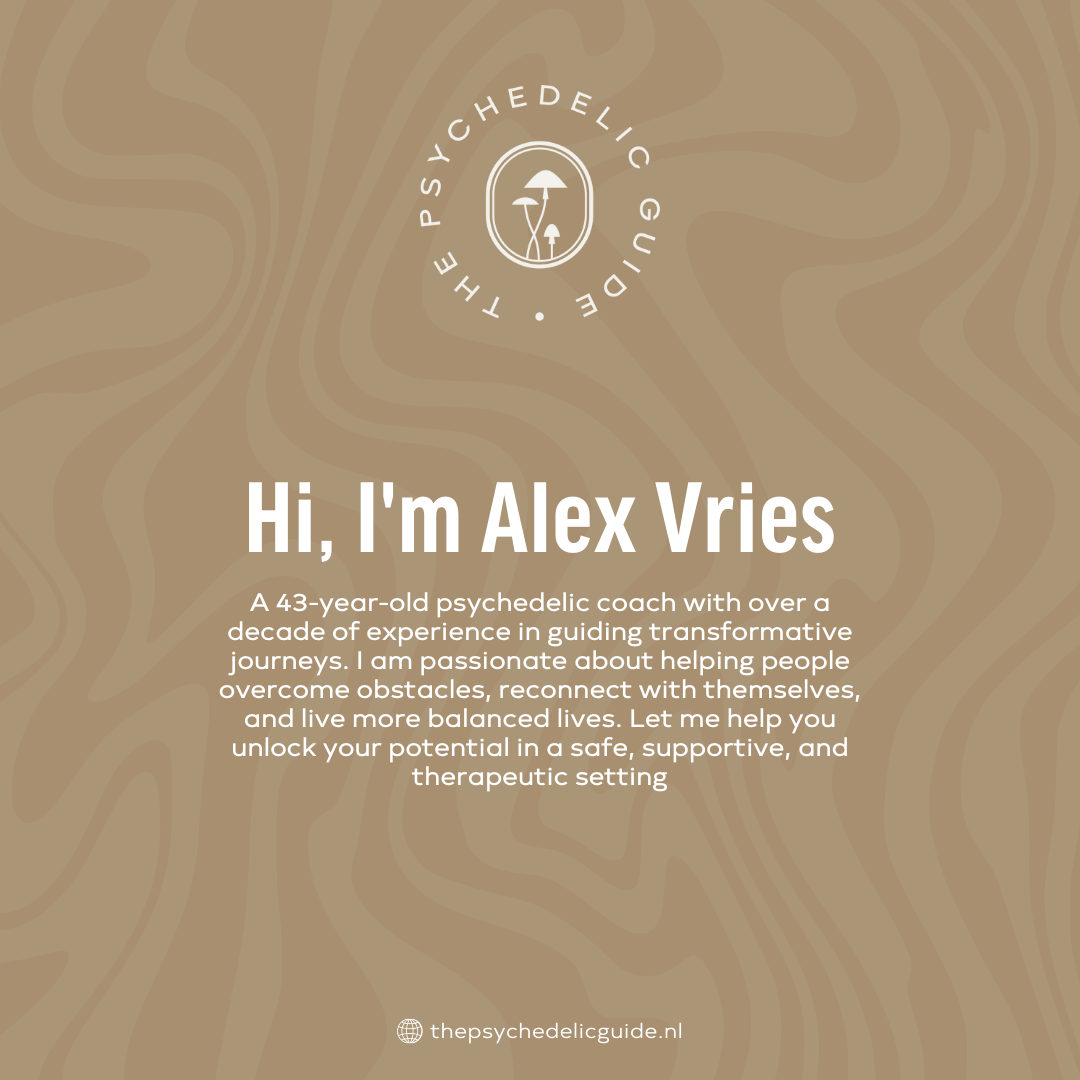 THE PSYCHEDELIC GUIDE •
Hi, I'm Alex Vries
A 43-year-old psychedelic coach with over a
decade of experience in guiding transformative
journeys. I am passionate about helping people
overcome obstacles, reconnect with themselves,
and live more balanced lives. Let me help you
unlock your potential in a safe, supportive, and
therapeutic setting
thepsychedelicguide.nl